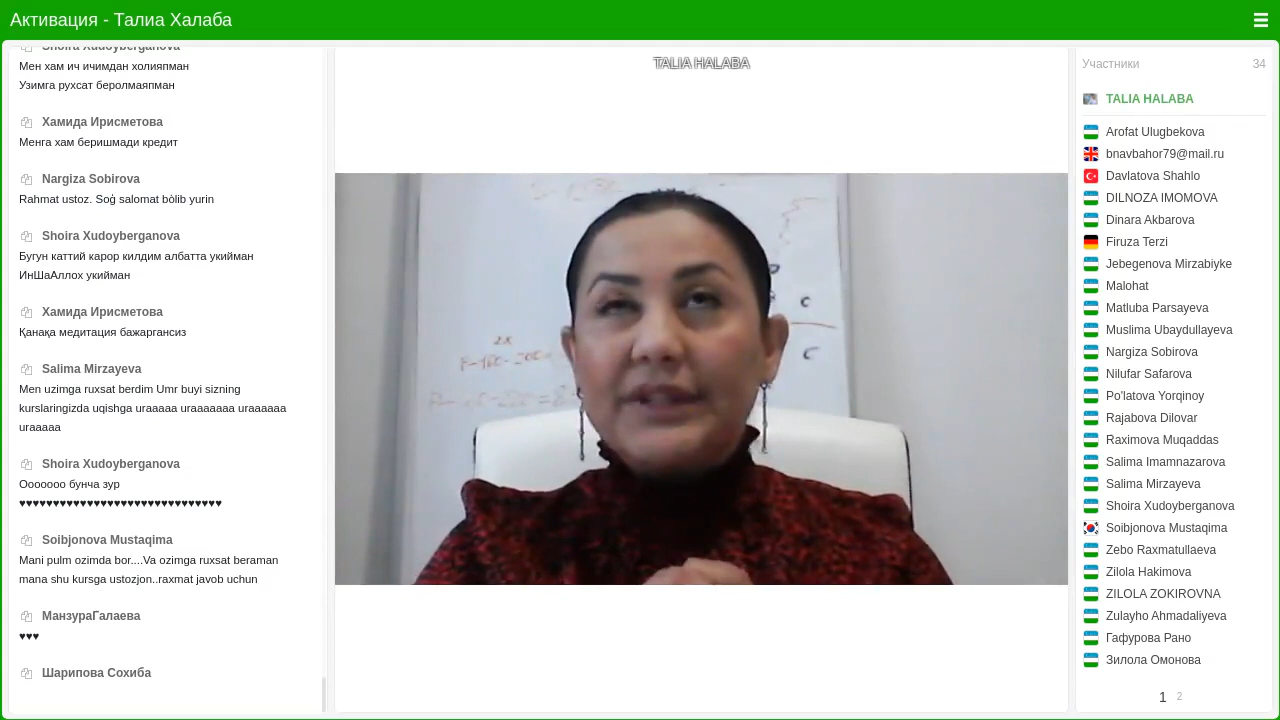 Активация - Талиа Халаба
Shoira Xudoyberganova
Мен хам ич ичимдан холияпман
Узимга рухсат беролмаяпман
Хамида Ирисметова
Менга хам беришмади кредит
Nargiza Sobirova
Rahmat ustoz. Soģ salomat bòlib yurin
Shoira Xudoyberganova
Бугун каттий карор килдим албатта укийман
ИнШаАллох укийман
Хамида Ирисметова
Қанақа медитация бажаргансиз
Salima Mirzayeva
Men uzimga ruxsat berdim Umr buyi sizning
kurslaringizda uqishga uraaaaa uraaaaaaa uraaaaaa
uraaaaa
Shoira Xudoyberganova
Ооооооо бунча зур
♥♥♥♥♥♥♥♥♥♥♥♥♥♥♥♥♥♥♥♥♥♥♥♥♥♥♥♥♥♥
Soibjonova Mustaqima
Mani pulm ozimda bor....Va ozimga ruxsat beraman
mana shu kursga ustozjon..raxmat javob uchun
МанзураГалаева
♥♥♥
Шарипова Сохиба
TALIA HALABA
2x
C
C
Участники 34
TALIA HALABA
Arofat Ulugbekova
bnavbahor79@mail.ru
Davlatova Shahlo
DILNOZA IMOMOVA
Dinara Akbarova
Firuza Terzi
Jebegenova Mirzabiyke
Malohat
Matluba Parsayeva
Muslima Ubaydullayeva
Nargiza Sobirova
Nilufar Safarova
Po'latova Yorqinoy
Rajabova Dilovar
Raximova Muqaddas
Salima Imamnazarova
Salima Mirzayeva
Shoira Xudoyberganova
Soibjonova Mustaqima
Zebo Raxmatullaeva
Zilola Hakimova
ZILOLA ZOKIROVNA
Zulayho Ahmadaliyeva
Гафурова Рано
Зилола Омонова
1 2